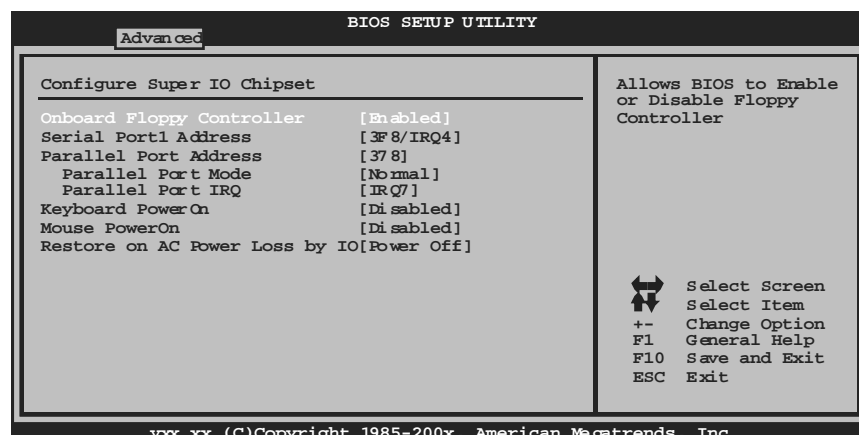 BIOS SETUP UTILITY
Advanced
Configure Super IO Chipset
Onboard Floppy Controller [Enabled]
Serial Port1 Address [3F8/IRQ4]
Parallel Port Address [378]
Parallel Port Mode [Normal]
Parallel Port IRQ [IRQ7]
Keyboard PowerOn [Disabled]
Mouse PowerOn [Disabled]
Restore on AC Power Loss by IO[Power Off]
Allows BIOS to Enable
or Disable Floppy
Controller
Select Screen
Select Item
+- Change Option
F1 General Help
F10 Save and Exit
ESC Exit
vxx.xx (C)Copyright 1985-200x, American Megatrends, Inc.